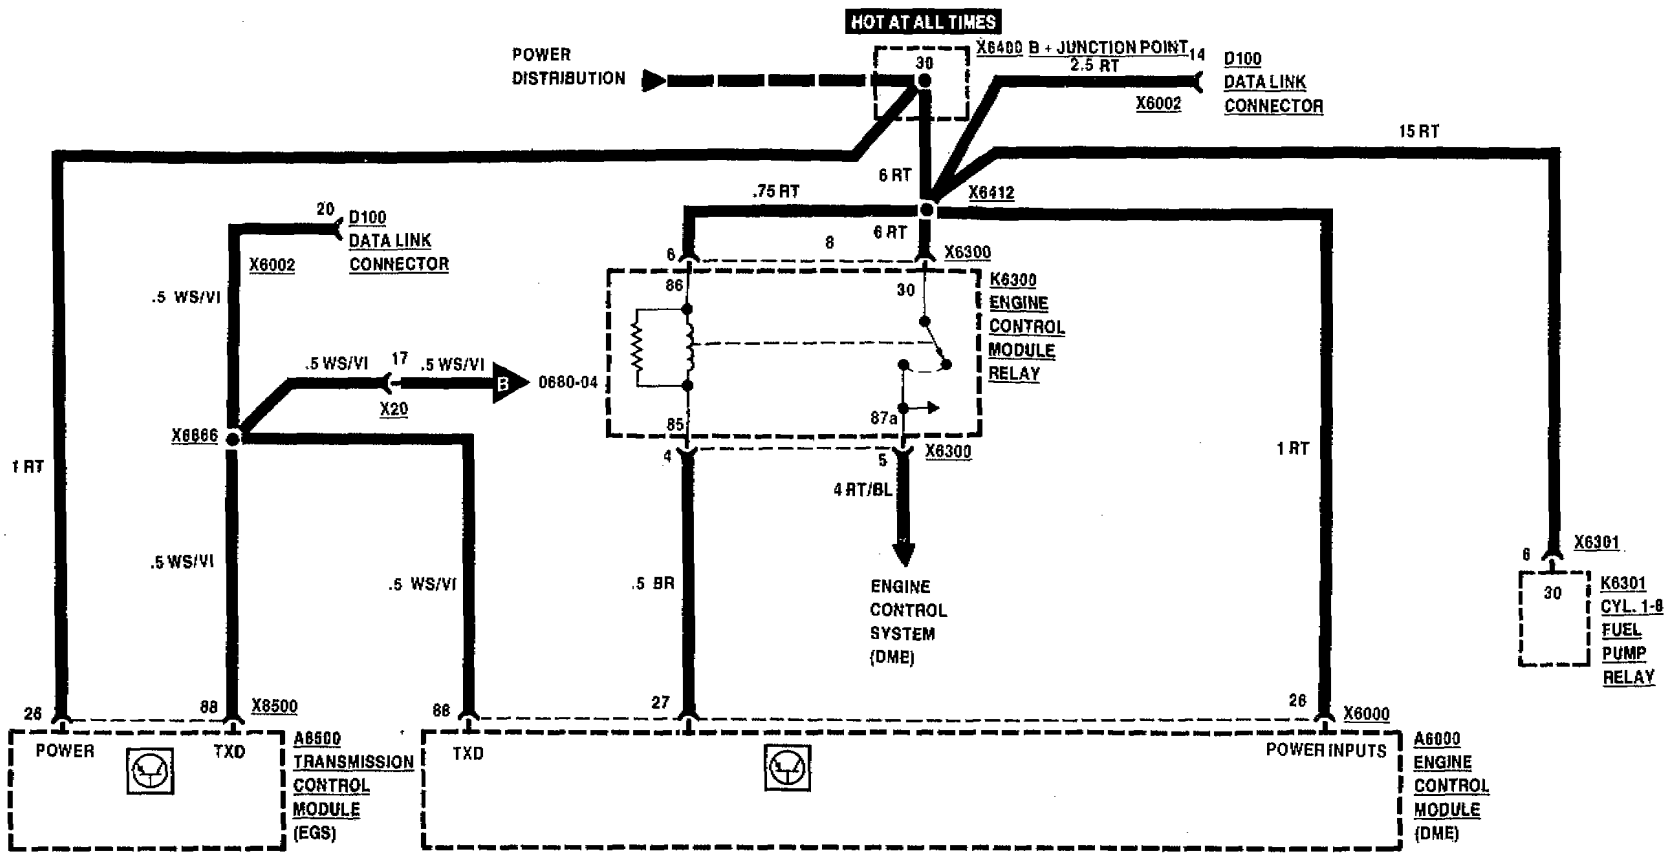 HOT AT ALL TIMES
POWER
DISTRIBUTION
30
X6400 B + JUNCTION POINT
14
2.5 RT
X6002
D100
DATA LINK
CONNECTOR
15 RT
6 RT
X6412
.75 RT
6 RT
20
D100
DATA LINK
CONNECTOR
X6002
.5 WS/VI
6
8
X6300
86
30
K6300
ENGINE
CONTROL
MODULE
RELAY
.5 WS/VI
17
.5 WS/VI
B
0680-04
X20
X8866
85
87a
4
5
X6300
1 RT
1 RT
4 RT/BL
.5 WS/VI
.5 WS/VI
.5 BR
ENGINE
CONTROL
SYSTEM
(DME)
6
X6301
30
K6301
CYL. 1-8
FUEL
PUMP
RELAY
26
88
X8500
88
27
26
X6000
POWER
TXD
A8500
TRANSMISSION
CONTROL
MODULE
(EGS)
TXD
POWER INPUTS
A6000
ENGINE
CONTROL
MODULE
(DME)